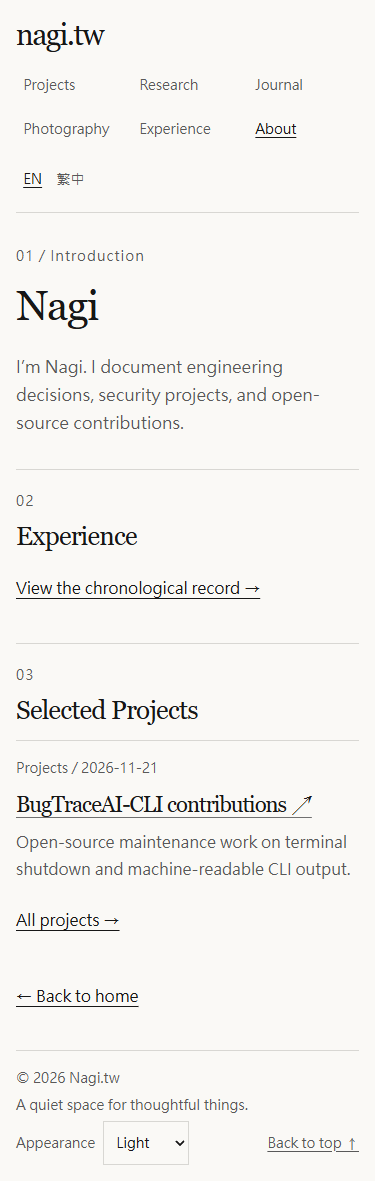 nagi.tw
Projects Research Journal
Photography Experience About
EN 繁中
01 / Introduction
Nagi
I’m Nagi. I document engineering
decisions, security projects, and open-
source contributions.
02
Experience
View the chronological record →
03
Selected Projects
Projects / 2026-11-21
BugTraceAI-CLI contributions ↗
Open-source maintenance work on terminal
shutdown and machine-readable CLI output.
All projects →
← Back to home
© 2026 Nagi.tw
A quiet space for thoughtful things.
Appearance Light Back to top ↑